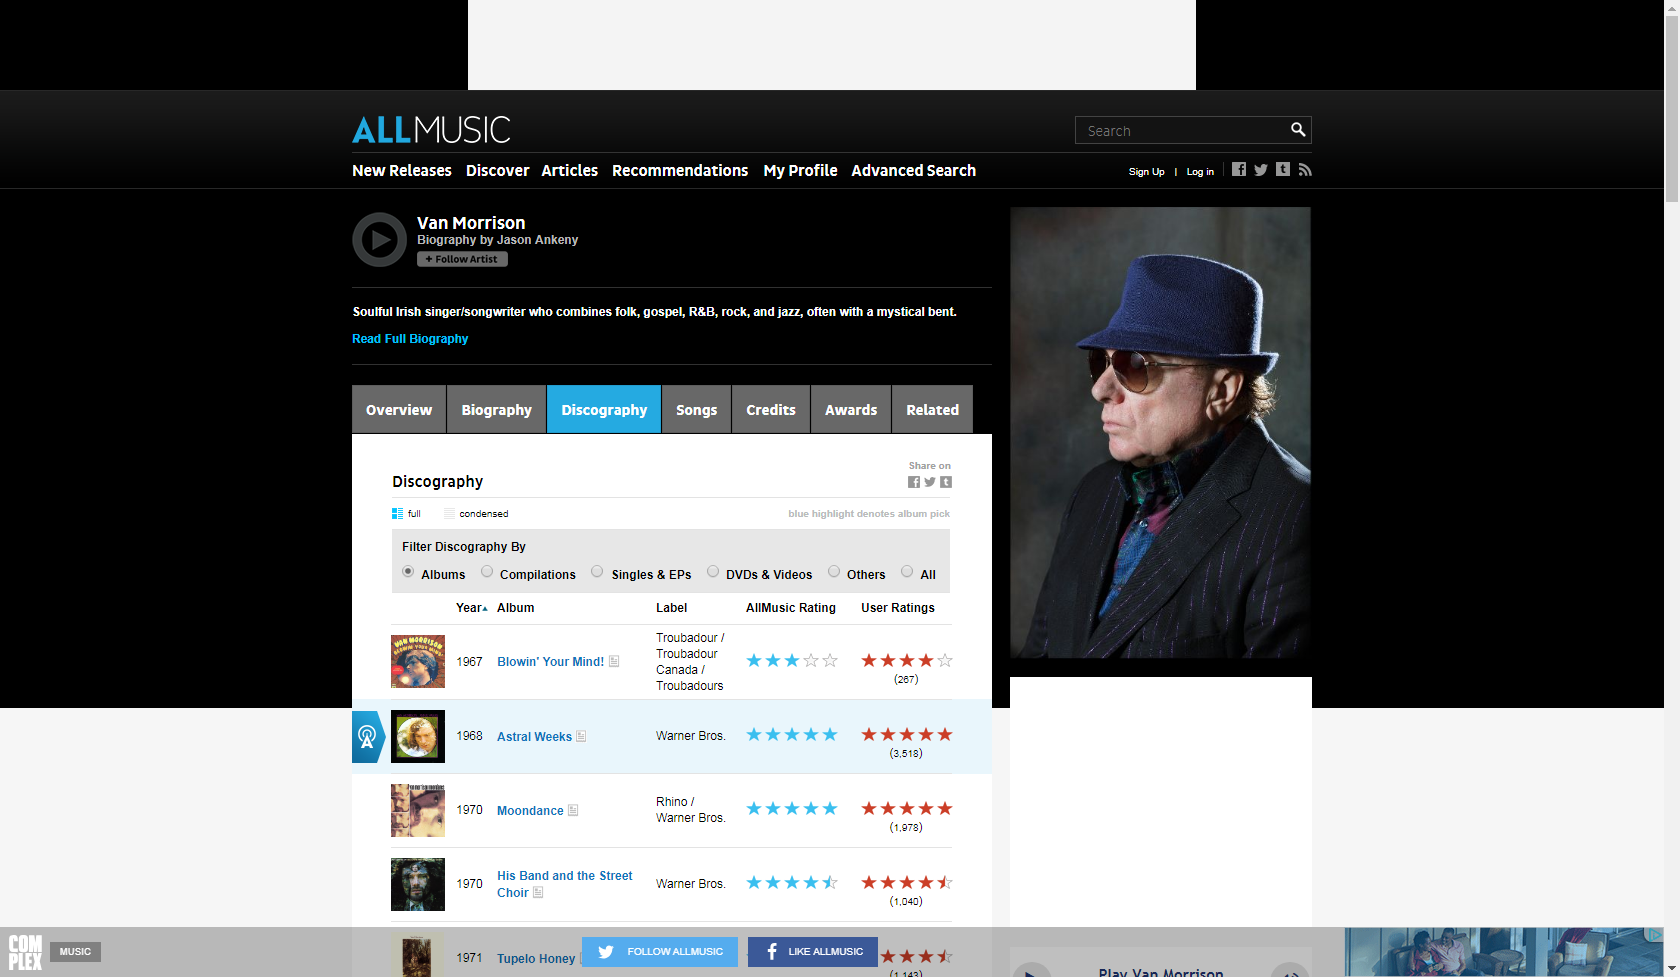 ALLMUSIC
Search
New Releases Discover Articles Recommendations My Profile Advanced Search
Sign Up | Log in
Van Morrison
Biography by Jason Ankeny
+ Follow Artist
Soulful Irish singer/songwriter who combines folk, gospel, R&B, rock, and jazz, often with a mystical bent.
Read Full Biography
Overview Biography Discography Songs Credits Awards Related
Share on
Discography
full condensed blue highlight denotes album pick
Filter Discography By
Albums Compilations Singles & EPs DVDs & Videos Others All
Year Album Label AllMusic Rating User Ratings
VAN MORRISON
BLOWIN' YOUR MIND!
1967 Blowin' Your Mind! Troubadour / 
Troubadour
Canada /
Troubadours
(267)
1968 Astral Weeks Warner Bros.
(3,518)
1970 Moondance Rhino /
Warner Bros.
(1,978)
1970 His Band and the Street
Choir Warner Bros.
(1,040)
1971 Tupelo Honey
(1,143)
COMPLEX
MUSIC
FOLLOW ALLMUSIC
LIKE ALLMUSIC
Play Van Morrison